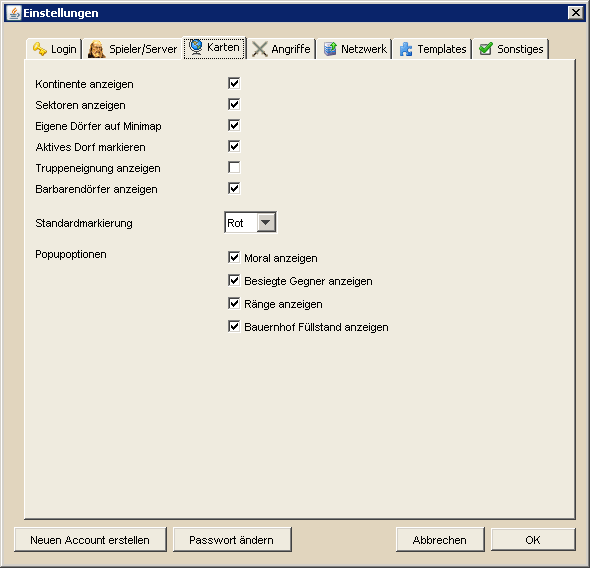 Einstellungen
Login Spieler/Server Karten Angriffe Netzwerk Templates Sonstiges
Kontinente anzeigen
Sektoren anzeigen
Eigene Dörfer auf Minimap
Aktives Dorf markieren
Truppeneignung anzeigen
Barbarendörfer anzeigen
Standardmarkierung Rot
Popupoptionen Moral anzeigen
Besiegte Gegner anzeigen
Ränge anzeigen
Bauernhof Füllstand anzeigen
Neuen Account erstellen Passwort ändern Abbrechen OK